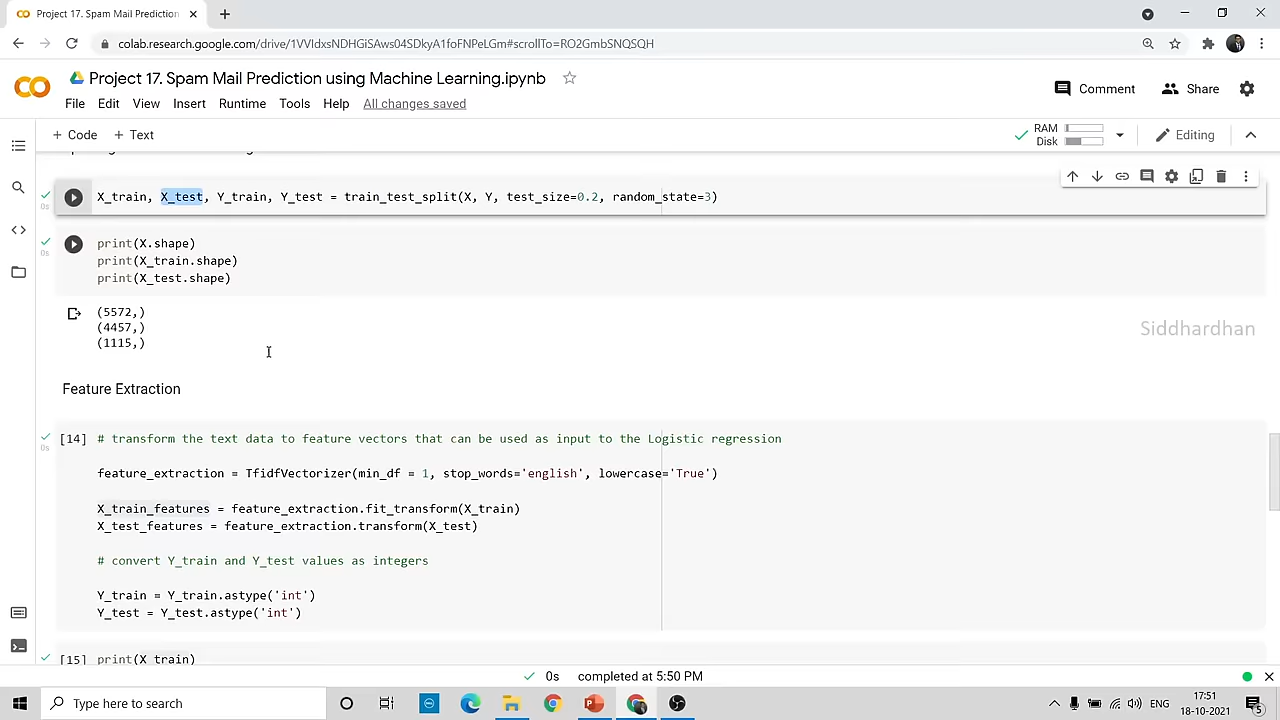 Project 17. Spam Mail Prediction
colab.research.google.com/drive/1VVIdxsNDHGiSAws04SDkyA1foFNPeLGm#scrollTo=RO2GmbSNQSQH
Project 17. Spam Mail Prediction using Machine Learning.ipynb
Comment
Share
File Edit View Insert Runtime Tools Help All changes saved
+ Code + Text
RAM
Disk
Editing
0s
X_train, X_test, Y_train, Y_test = train_test_split(X, Y, test_size=0.2, random_state=3)
0s
print(X.shape)
print(X_train.shape)
print(X_test.shape)
(5572,)
(4457,)
(1115,)
Siddhardhan
Feature Extraction
0s
[14] # transform the text data to feature vectors that can be used as input to the Logistic regression
feature_extraction = TfidfVectorizer(min_df = 1, stop_words='english', lowercase='True')
X_train_features = feature_extraction.fit_transform(X_train)
X_test_features = feature_extraction.transform(X_test)
# convert Y_train and Y_test values as integers
Y_train = Y_train.astype('int')
Y_test = Y_test.astype('int')
[15] print(X_train)
0s completed at 5:50 PM
Type here to search
ENG
17:51
18-10-2021
5